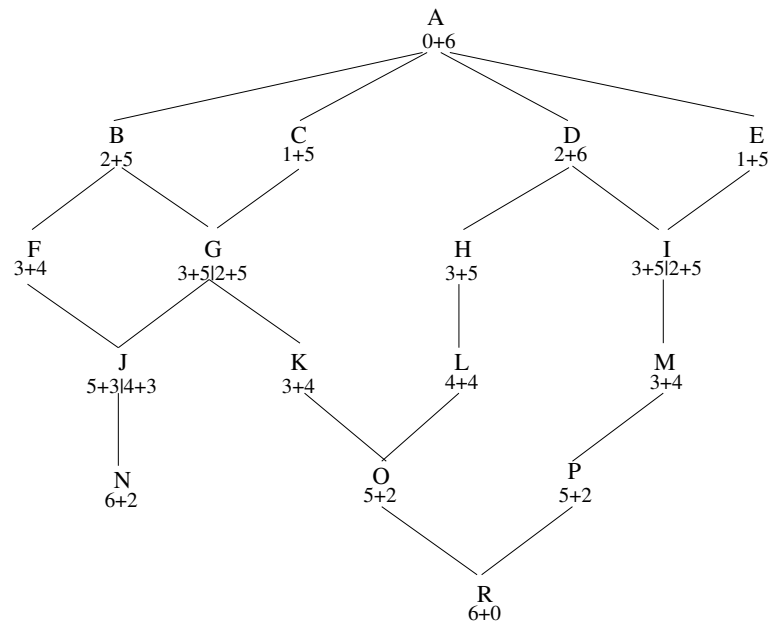 A
0+6
B C D E
2+5 1+5 2+6 1+5
F G H I
3+4 3+5|2+5 3+5 3+5|2+5
J K L M
5+3|4+3 3+4 4+4 3+4
N O P
6+2 5+2 5+2
R
6+0